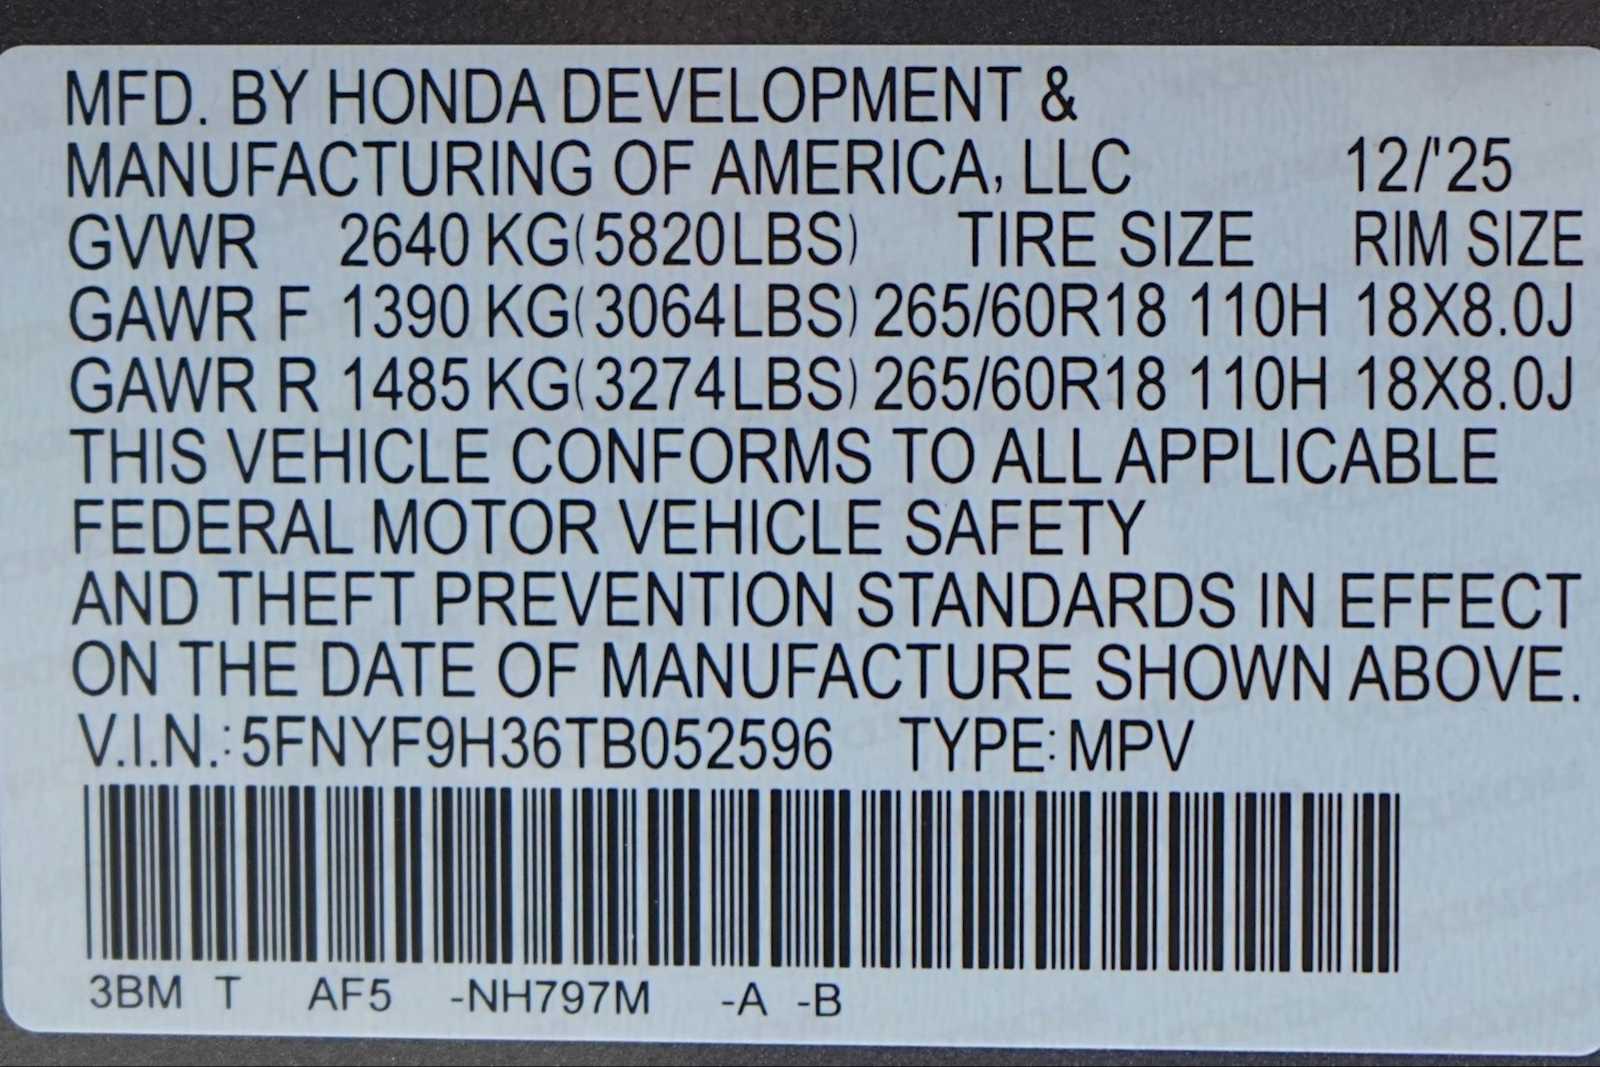 MFD. BY HONDA DEVELOPMENT &
MANUFACTURING OF AMERICA, LLC 12/'25
GVWR 2640 KG(5820LBS) TIRE SIZE RIM SIZE
GAWR F 1390 KG(3064LBS) 265/60R18 110H 18X8.0J
GAWR R 1485 KG(3274LBS) 265/60R18 110H 18X8.0J
THIS VEHICLE CONFORMS TO ALL APPLICABLE
FEDERAL MOTOR VEHICLE SAFETY
AND THEFT PREVENTION STANDARDS IN EFFECT
ON THE DATE OF MANUFACTURE SHOWN ABOVE.
V.I.N.: 5FNYF9H36TB052596 TYPE: MPV
3BM T AF5 -NH797M -A -B